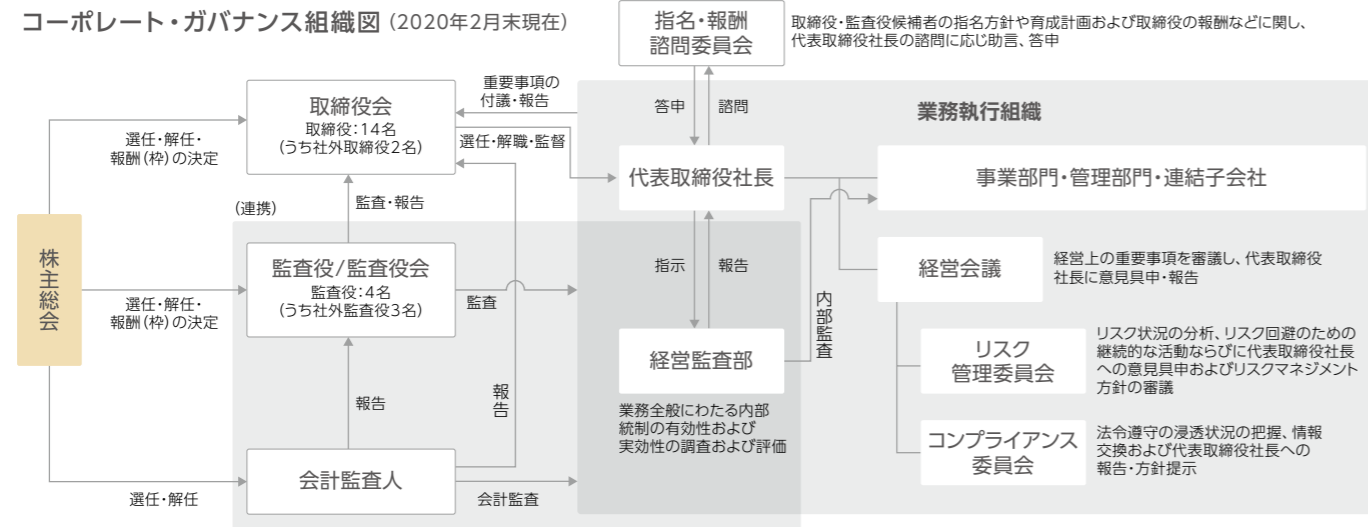 コーポレート・ガバナンス組織図（2020年2月末現在）
指名・報酬
諮問委員会
取締役・監査役候補者の指名方針や育成計画および取締役の報酬などに関し、
代表取締役社長の諮問に応じ助言、答申
重要事項の
付議・報告
取締役会
取締役：14名
（うち社外取締役2名）
答申
諮問
業務執行組織
選任・解任・
報酬（枠）の決定
選任・解職・監督
代表取締役社長
事業部門・管理部門・連結子会社
監査・報告
（連携）
株主総会
監査役/監査役会
監査役：4名
（うち社外監査役3名）
監査
指示
報告
経営会議
経営上の重要事項を審議し、代表取締役
社長に意見具申・報告
選任・解任・
報酬（枠）の決定
内部監査
経営監査部
リスク
管理委員会
リスク状況の分析、リスク回避のための
継続的な活動ならびに代表取締役社長
への意見具申およびリスクマネジメント
方針の審議
報告
報告
業務全般にわたる内部
統制の有効性および
実効性の調査および評価
コンプライアンス
委員会
法令遵守の浸透状況の把握、情報
交換および代表取締役社長への
報告・方針提示
会計監査人
選任・解任
会計監査